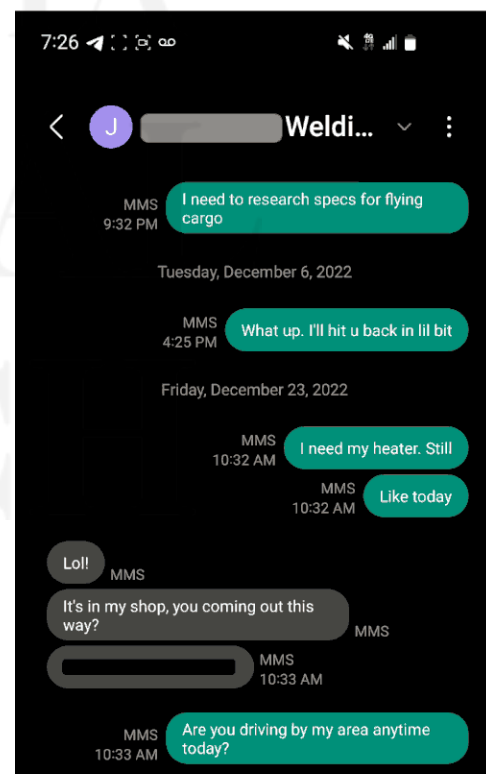 7:26
J Weldi...
MMS
9:32 PM
I need to research specs for flying
cargo
Tuesday, December 6, 2022
MMS
4:25 PM
What up. I'll hit u back in lil bit
Friday, December 23, 2022
MMS
10:32 AM
I need my heater. Still
MMS
10:32 AM
Like today
Lol!
MMS
It's in my shop, you coming out this
way?
MMS
MMS
10:33 AM
MMS
10:33 AM
Are you driving by my area anytime
today?